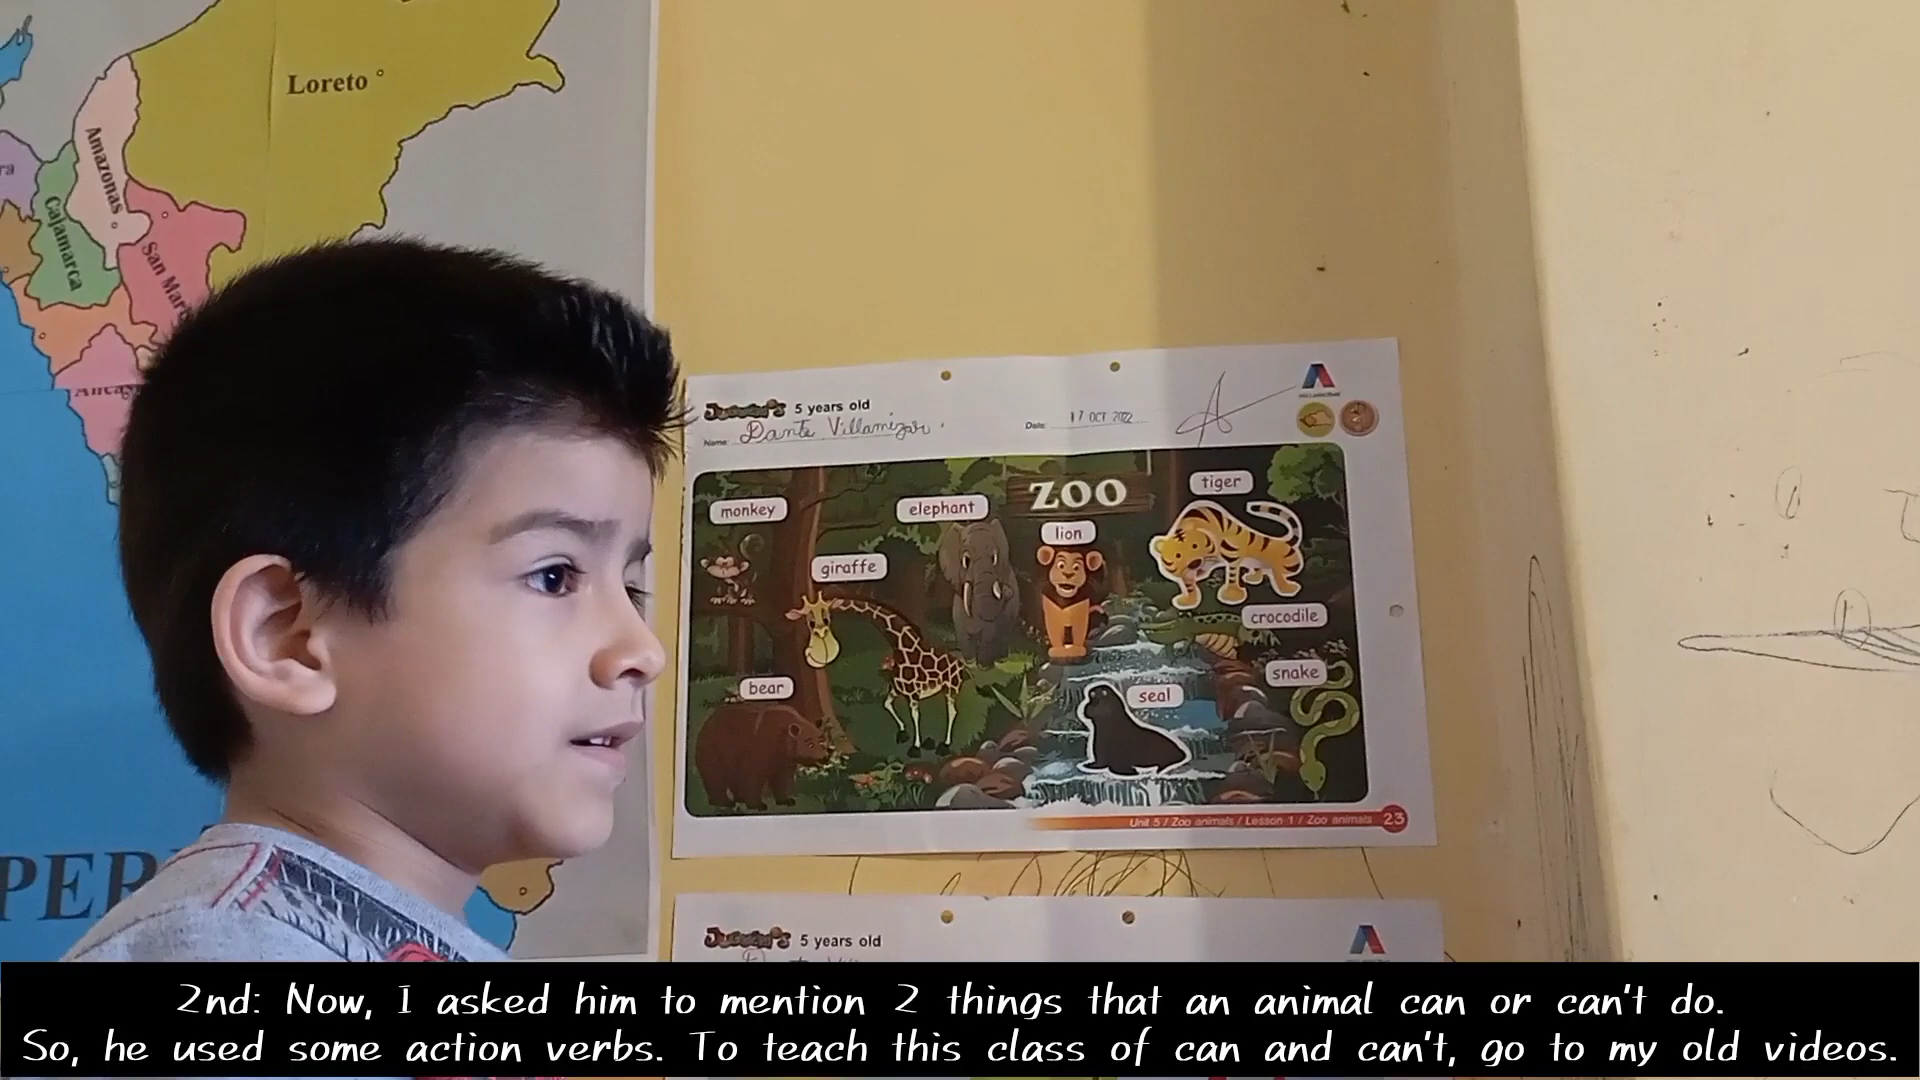 Loreto
Amazonas
Cajamarca
San Mar
5 years old
Name: Dante Villamizar
Date: 17 OCT 2022
ZOO
tiger
monkey
elephant
lion
giraffe
crocodile
snake
bear
seal
Unit 5 / Zoo animals / Lesson 1 / Zoo animals 23
PER
5 years old
2nd: Now, I asked him to mention 2 things that an animal can or can't do.
So, he used some action verbs. To teach this class of can and can't, go to my old videos.